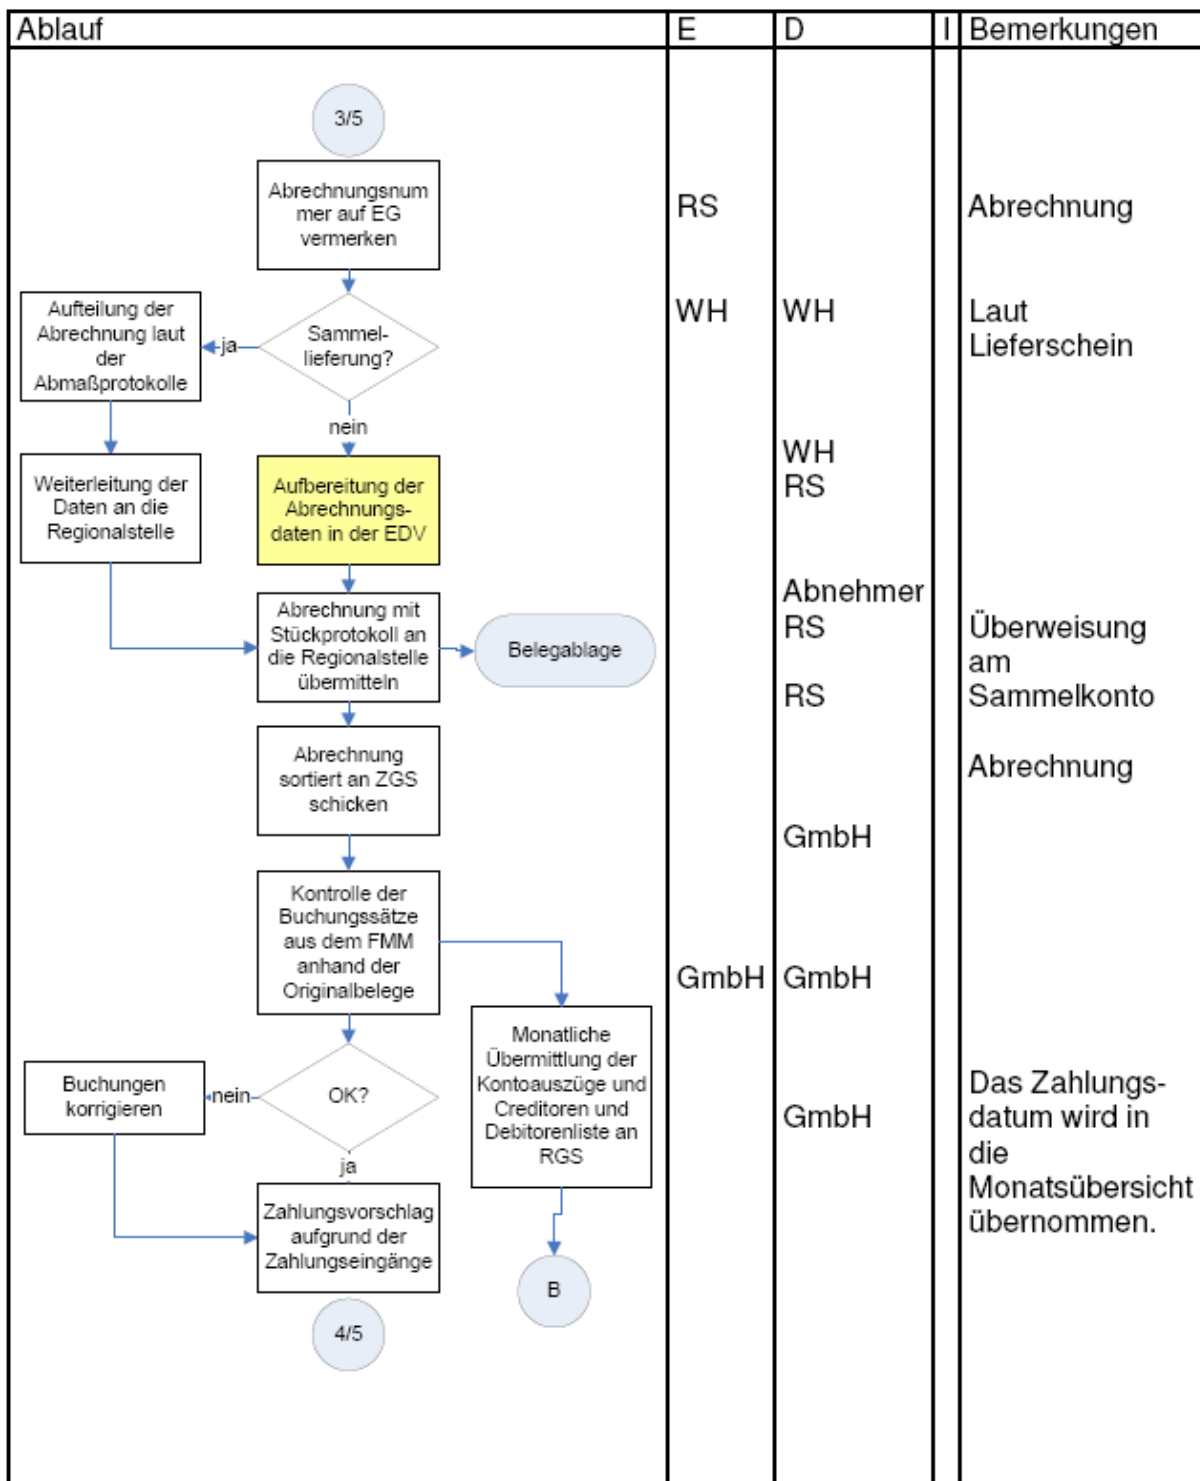 Ablauf
E
D
I
Bemerkungen
3/5
Abrechnungsnum
mer auf EG
vermerken
RS
Abrechnung
Aufteilung der
Abrechnung laut
der
Abmaßprotokolle
ja
Sammel-
lieferung?
WH
WH
Laut
Lieferschein
nein
Weiterleitung der
Daten an die
Regionalstelle
Aufbereitung der
Abrechnungs-
daten in der EDV
WH
RS
Abrechnung mit
Stückprotokoll an
die Regionalstelle
übermitteln
Belegablage
Abnehmer
RS
Überweisung
am
Sammelkonto
RS
Abrechnung
sortiert an ZGS
schicken
Abrechnung
GmbH
Kontrolle der
Buchungssätze
aus dem FMM
anhand der
Originalbelege
GmbH
GmbH
Monatliche
Übermittlung der
Kontoauszüge und
Creditoren und
Debitorenliste an
RGS
Buchungen
korrigieren
nein
OK?
GmbH
Das Zahlungs-
datum wird in
die
Monatsübersicht
übernommen.
ja
Zahlungsvorschlag
aufgrund der
Zahlungseingänge
B
4/5